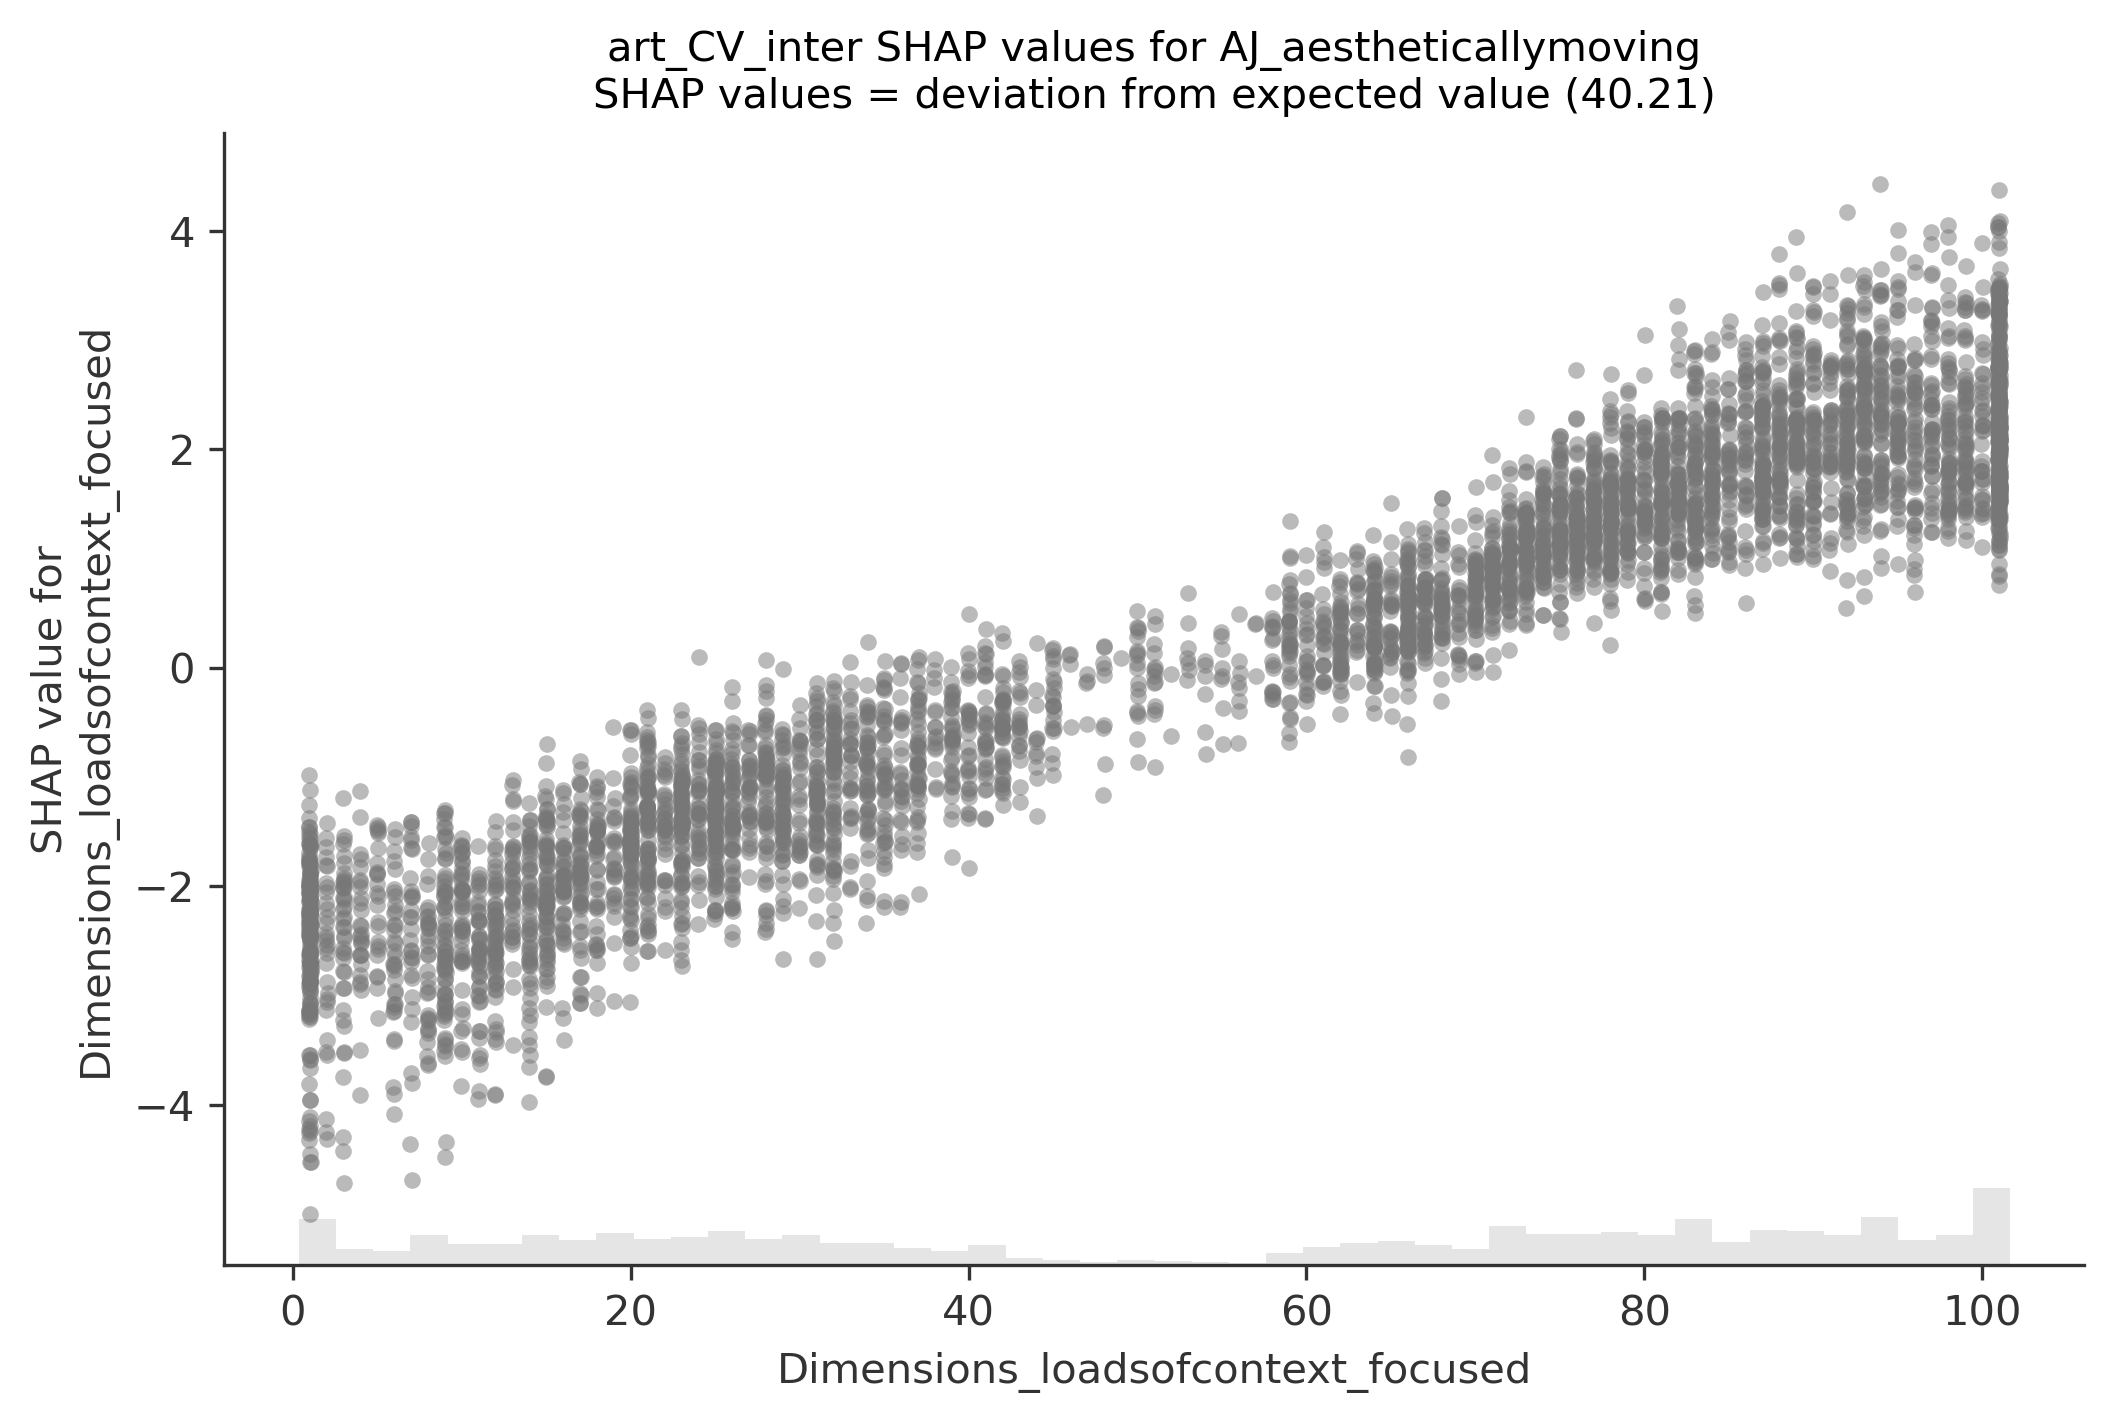 art_CV_inter SHAP values for AJ_aestheticallymoving
SHAP values = deviation from expected value (40.21)
SHAP value for
Dimensions_loadsofcontext_focused
4
2
0
−2
−4
0
20
40
60
80
100
Dimensions_loadsofcontext_focused